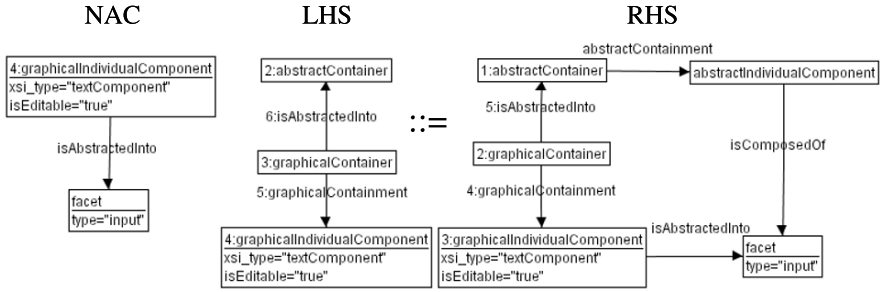 NAC
LHS
RHS
4:graphicalIndividualComponent
xsi_type="textComponent"
isEditable="true"
isAbstractedInto
facet
type="input"
2:abstractContainer
6:isAbstractedInto
3:graphicalContainer
5:graphicalContainment
4:graphicalIndividualComponent
xsi_type="textComponent"
isEditable="true"
::=
abstractContainment
1:abstractContainer
abstractIndividualComponent
5:isAbstractedInto
isComposedOf
2:graphicalContainer
4:graphicalContainment
3:graphicalIndividualComponent
xsi_type="textComponent"
isEditable="true"
isAbstractedInto
facet
type="input"